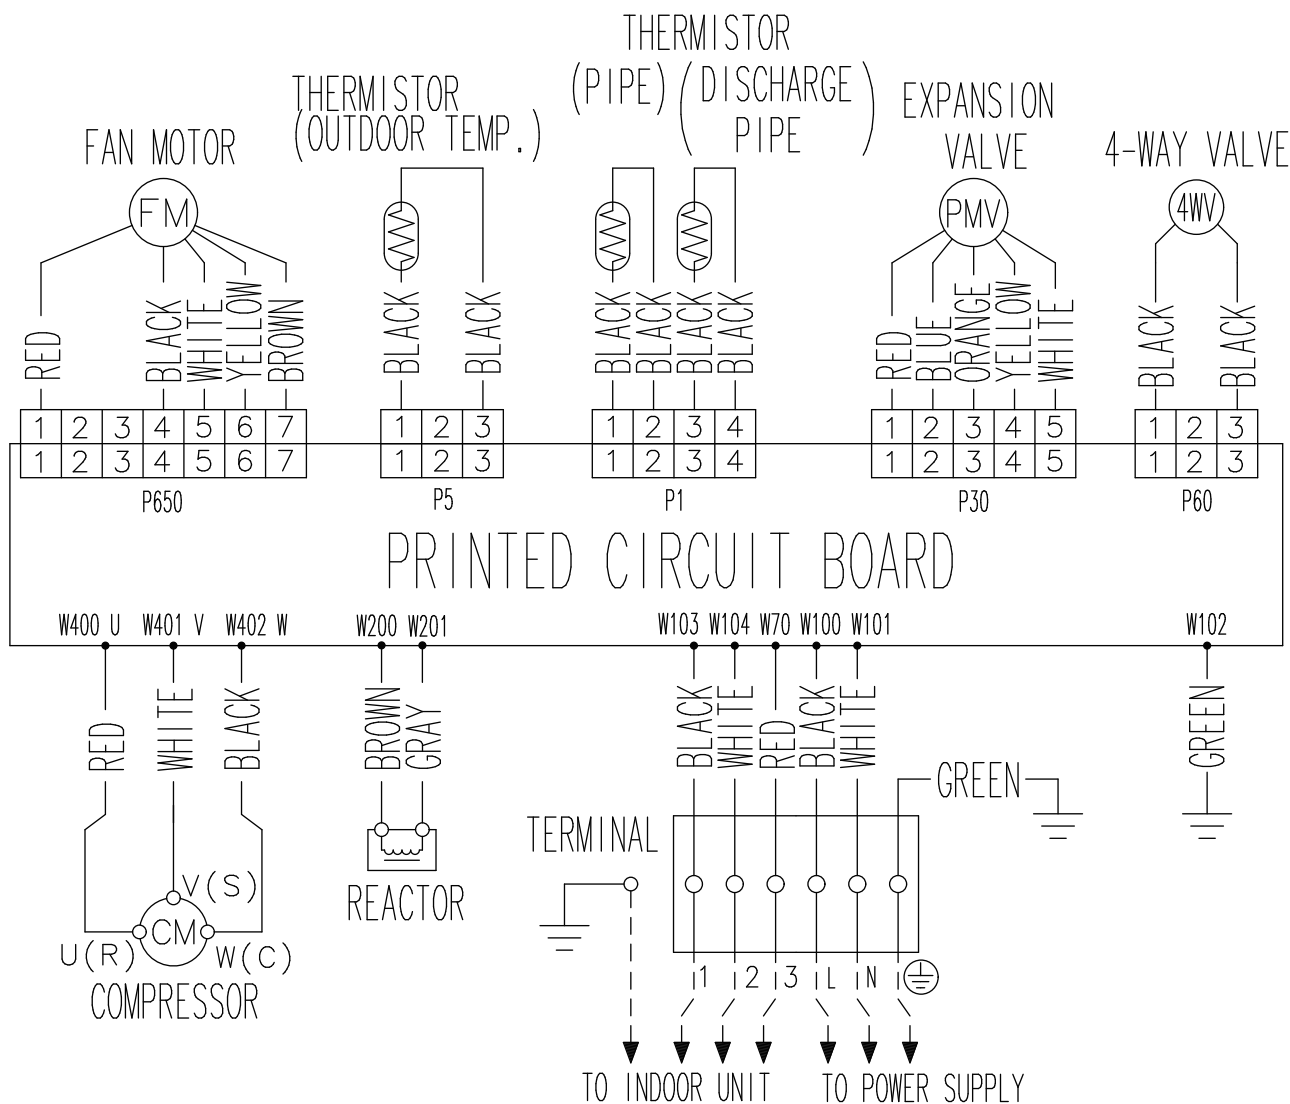 THERMISTOR
(PIPE) (DISCHARGE PIPE)
THERMISTOR
(OUTDOOR TEMP.)
EXPANSION
VALVE
FAN MOTOR
4-WAY VALVE
FM
PMV
4WV
RED BLACK WHITE YELLOW BROWN
BLACK BLACK
BLACK BLACK BLACK BLACK
RED BLUE ORANGE YELLOW WHITE
BLACK BLACK
1 2 3 4 5 6 7
1 2 3
1 2 3 4
1 2 3 4 5
1 2 3
1 2 3 4 5 6 7
1 2 3
1 2 3 4
1 2 3 4 5
1 2 3
P650
P5
P1
P30
P60
PRINTED CIRCUIT BOARD
W400 U W401 V W402 W
W200 W201
W103 W104 W70 W100 W101
W102
RED WHITE BLACK
BROWN GRAY
BLACK WHITE RED BLACK WHITE
GREEN
GREEN
TERMINAL
REACTOR
V(S)
CM
U(R)
W(C)
COMPRESSOR
1 2 3 L N
TO INDOOR UNIT
TO POWER SUPPLY